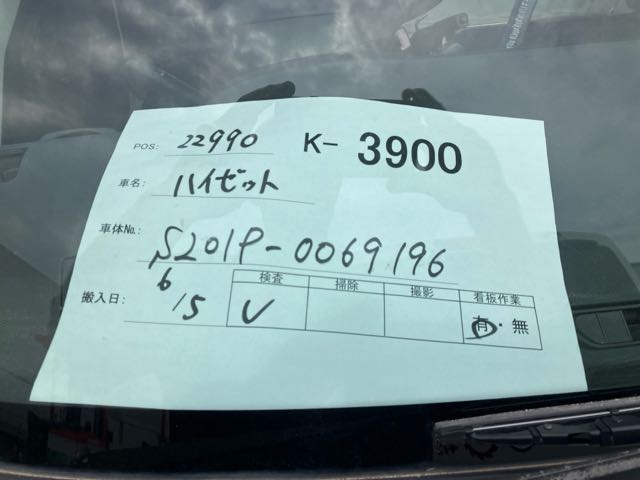 POS: 22990 K- 3900
車名: ハイゼット
車体No.: S201P-0069196
搬入日: 6/15
検査 掃除 撮影 看板作業
V 有・無